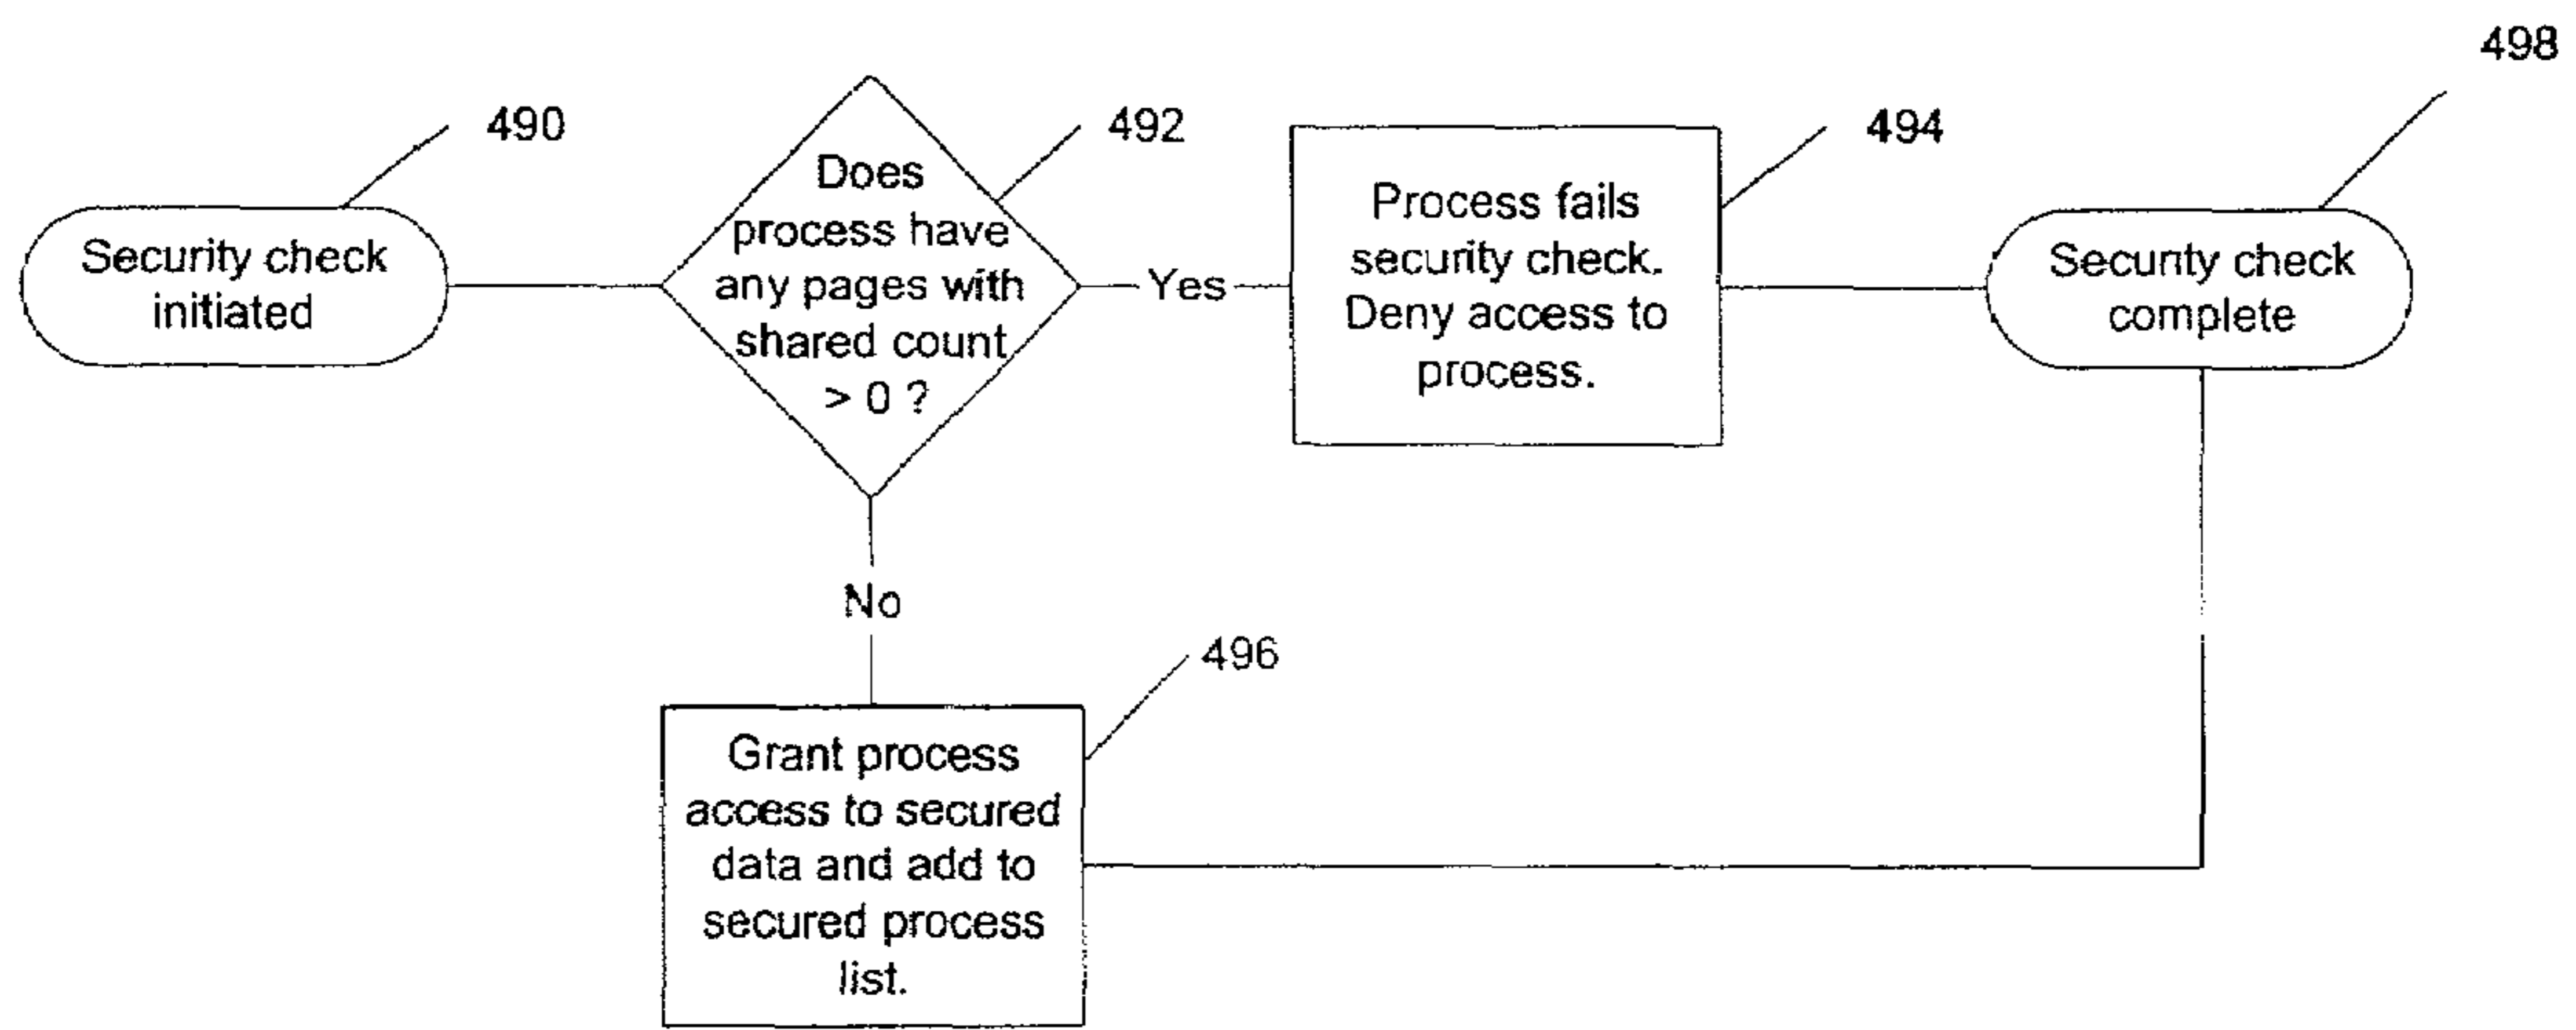 498
490
492
494
Security check
initiated
Does
process have
any pages with
shared count
> 0 ?
Yes
Process fails
security check.
Deny access to
process.
Security check
complete
No
496
Grant process
access to secured
data and add to
secured process
list.